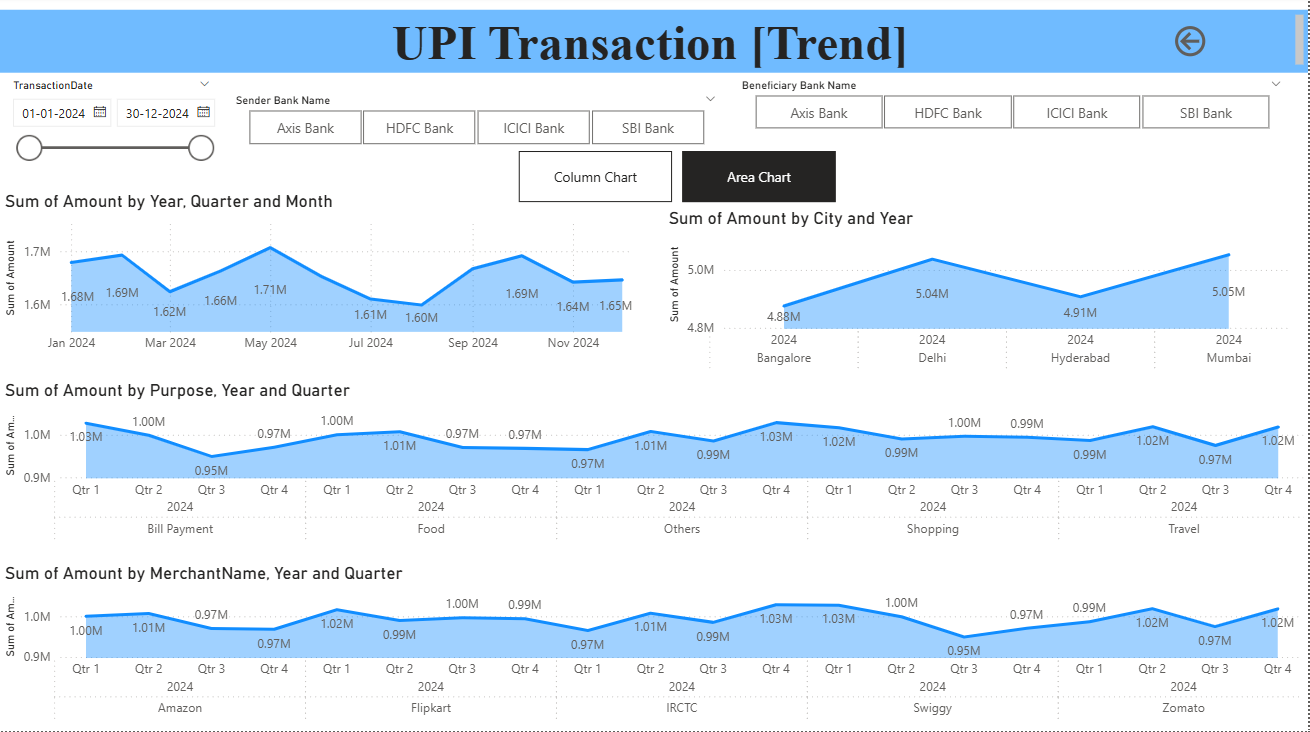 UPI Transaction [Trend]
TransactionDate
01-01-2024 30-12-2024
Sender Bank Name
Axis Bank HDFC Bank ICICI Bank SBI Bank
Beneficiary Bank Name
Axis Bank HDFC Bank ICICI Bank SBI Bank
Column Chart Area Chart
Sum of Amount by Year, Quarter and Month
Sum of Amount
1.7M
1.6M
1.68M 1.69M 1.62M 1.66M 1.71M 1.61M 1.60M 1.69M 1.64M 1.65M
Jan 2024 Mar 2024 May 2024 Jul 2024 Sep 2024 Nov 2024
Sum of Amount by City and Year
Sum of Amount
5.0M
4.8M
4.88M 5.04M 4.91M 5.05M
2024 2024 2024 2024
Bangalore Delhi Hyderabad Mumbai
Sum of Amount by Purpose, Year and Quarter
Sum of Am...
1.0M
0.9M
1.03M 1.00M 0.95M 0.97M 1.00M 1.01M 0.97M 0.97M 0.97M 1.01M 0.99M 1.03M 1.02M 0.99M 1.00M 0.99M 0.99M 1.02M 0.97M 1.02M
Qtr 1 Qtr 2 Qtr 3 Qtr 4 Qtr 1 Qtr 2 Qtr 3 Qtr 4 Qtr 1 Qtr 2 Qtr 3 Qtr 4 Qtr 1 Qtr 2 Qtr 3 Qtr 4 Qtr 1 Qtr 2 Qtr 3 Qtr 4
2024 2024 2024 2024 2024
Bill Payment Food Others Shopping Travel
Sum of Amount by MerchantName, Year and Quarter
Sum of Am...
1.0M
0.9M
1.00M 1.01M 0.97M 0.97M 1.02M 0.99M 1.00M 0.99M 0.97M 1.01M 0.99M 1.03M 1.03M 1.00M 0.95M 0.97M 0.99M 1.02M 0.97M 1.02M
Qtr 1 Qtr 2 Qtr 3 Qtr 4 Qtr 1 Qtr 2 Qtr 3 Qtr 4 Qtr 1 Qtr 2 Qtr 3 Qtr 4 Qtr 1 Qtr 2 Qtr 3 Qtr 4 Qtr 1 Qtr 2 Qtr 3 Qtr 4
2024 2024 2024 2024 2024
Amazon Flipkart IRCTC Swiggy Zomato